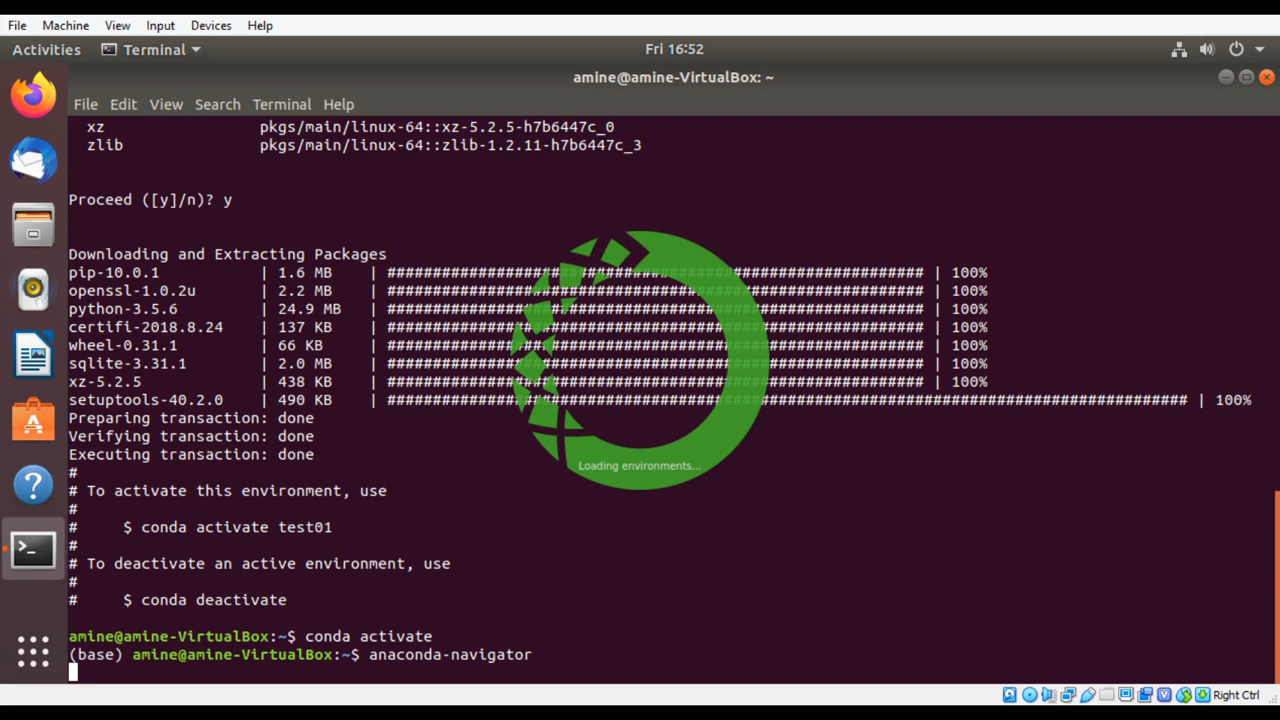 File Machine View Input Devices Help
Activities Terminal Fri 16:52
amine@amine-VirtualBox: ~
File Edit View Search Terminal Help
xz pkgs/main/linux-64::xz-5.2.5-h7b6447c_0
zlib pkgs/main/linux-64::zlib-1.2.11-h7b6447c_3
Proceed ([y]/n)? y
Downloading and Extracting Packages
pip-10.0.1 | 1.6 MB | ########################################################### | 100%
openssl-1.0.2u | 2.2 MB | ########################################################### | 100%
python-3.5.6 | 24.9 MB | ########################################################### | 100%
certifi-2018.8.24 | 137 KB | ########################################################### | 100%
wheel-0.31.1 | 66 KB | ########################################################### | 100%
sqlite-3.31.1 | 2.0 MB | ########################################################### | 100%
xz-5.2.5 | 438 KB | ########################################################### | 100%
setuptools-40.2.0 | 490 KB | ######################################################################################## | 100%
Preparing transaction: done
Verifying transaction: done
Executing transaction: done
Loading environments...
#
# To activate this environment, use
#
# $ conda activate test01
#
# To deactivate an active environment, use
#
# $ conda deactivate
amine@amine-VirtualBox:~$ conda activate
(base) amine@amine-VirtualBox:~$ anaconda-navigator
Right Ctrl